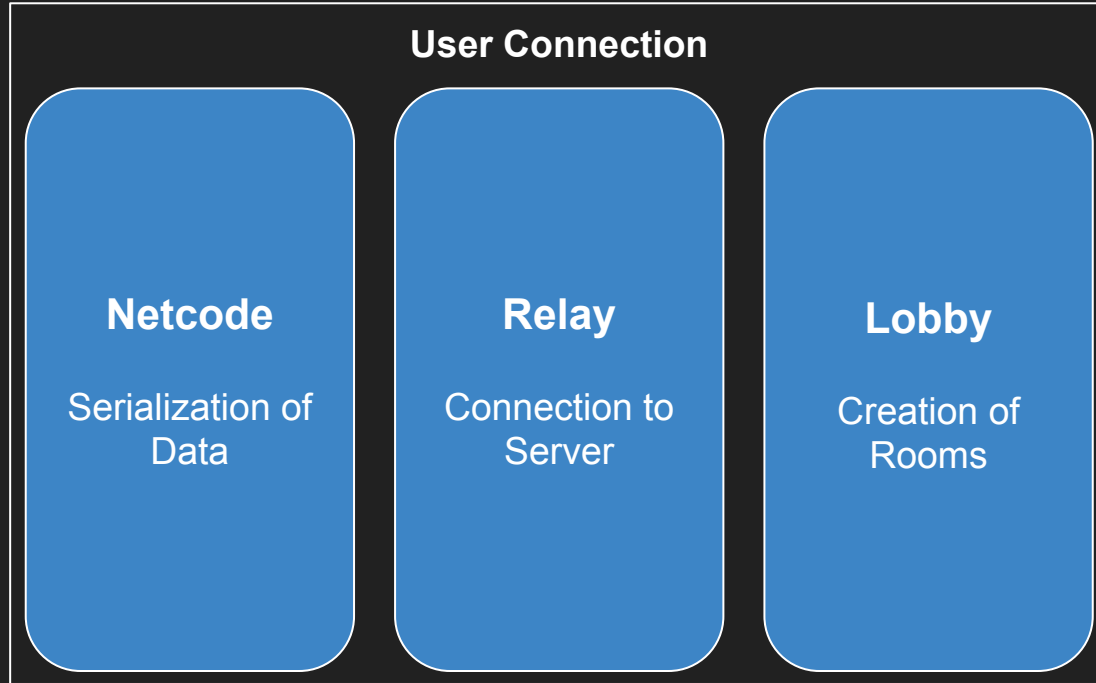 User Connection
Netcode
Serialization of
Data
Relay
Connection to
Server
Lobby
Creation of
Rooms